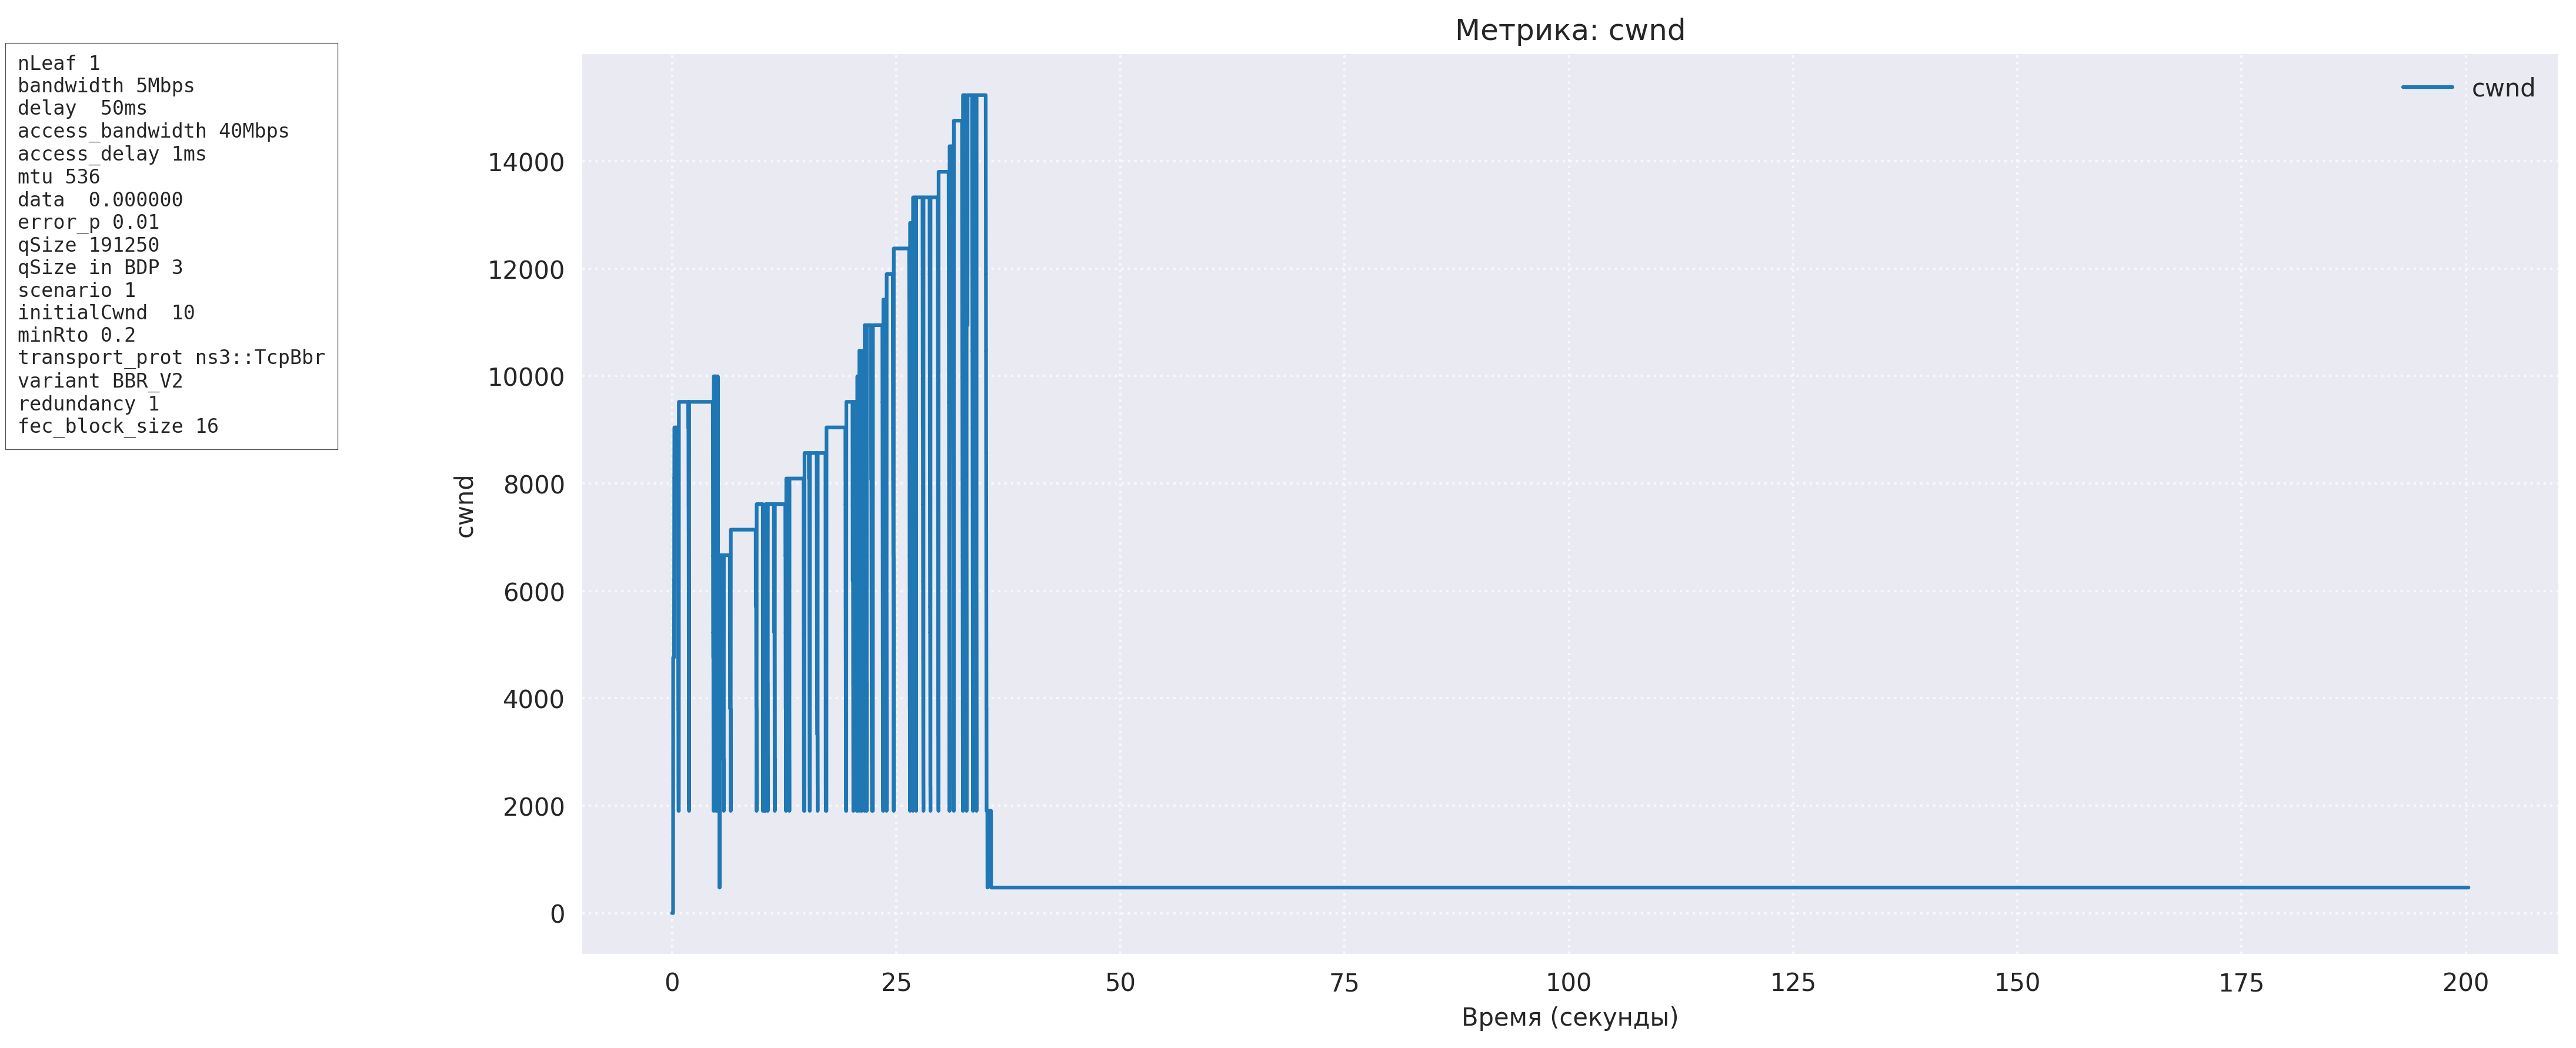 Метрика: cwnd
nLeaf 1
bandwidth 5Mbps
delay  50ms
access_bandwidth 40Mbps
access_delay 1ms
mtu 536
data  0.000000
error_p 0.01
qSize 191250
qSize in BDP 3
scenario 1
initialCwnd  10
minRto 0.2
transport_prot ns3::TcpBbr
variant BBR_V2
redundancy 1
fec_block_size 16
cwnd
cwnd
14000
12000
10000
8000
6000
4000
2000
0
0 25 50 75 100 125 150 175 200
Время (секунды)